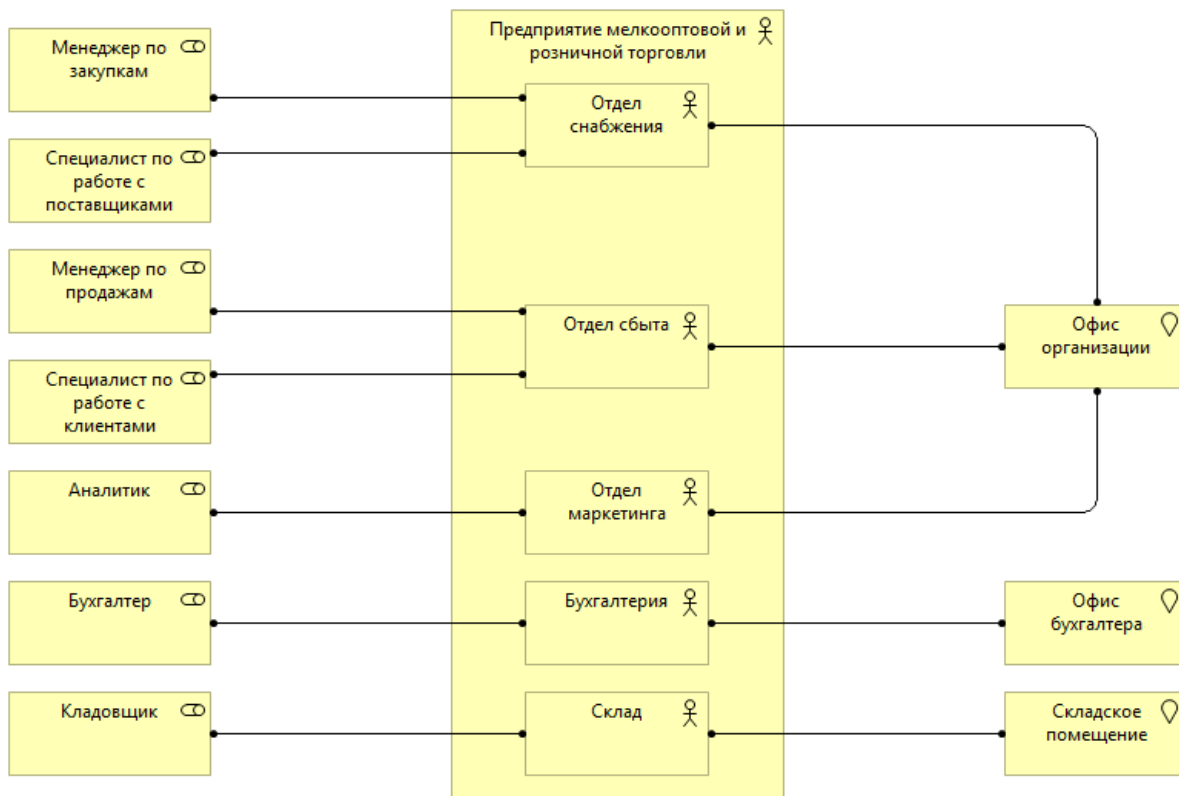 Предприятие мелкооптовой и
розничной торговли
Менеджер по
закупкам
Отдел
снабжения
Специалист по
работе с
поставщиками
Менеджер по
продажам
Отдел сбыта
Офис
организации
Специалист по
работе с
клиентами
Аналитик
Отдел
маркетинга
Бухгалтер
Бухгалтерия
Офис
бухгалтера
Кладовщик
Склад
Складское
помещение